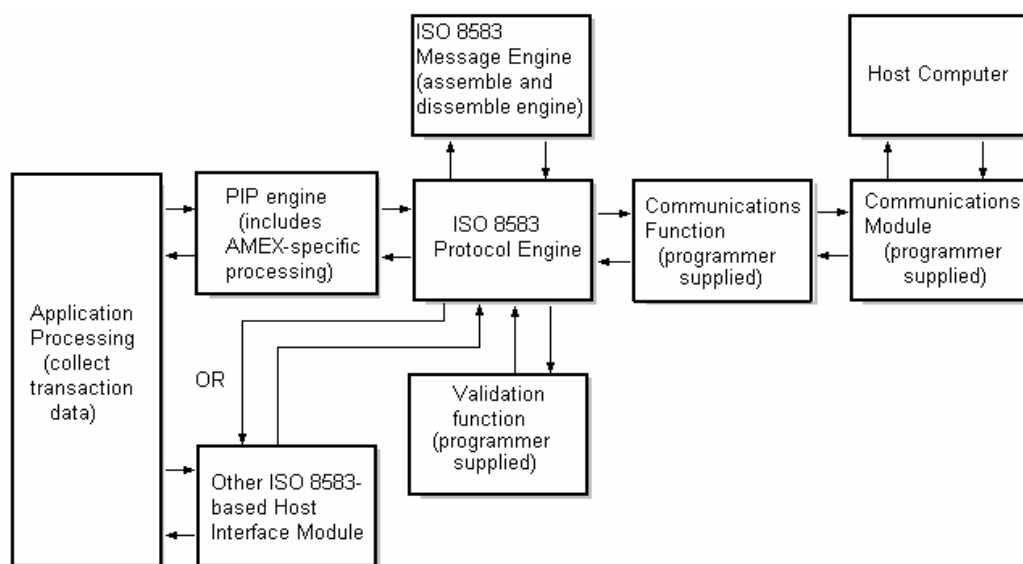 ISO 8583
Message Engine
(assemble and
dissemble engine)
Host Computer
PIP engine
(includes
AMEX-specific
processing)
ISO 8583
Protocol Engine
Communications
Function
(programmer
supplied)
Communications
Module
(programmer
supplied)
Application
Processing
(collect
transaction
data)
OR
Validation
function
(programmer
supplied)
Other ISO 8583-
based Host
Interface Module